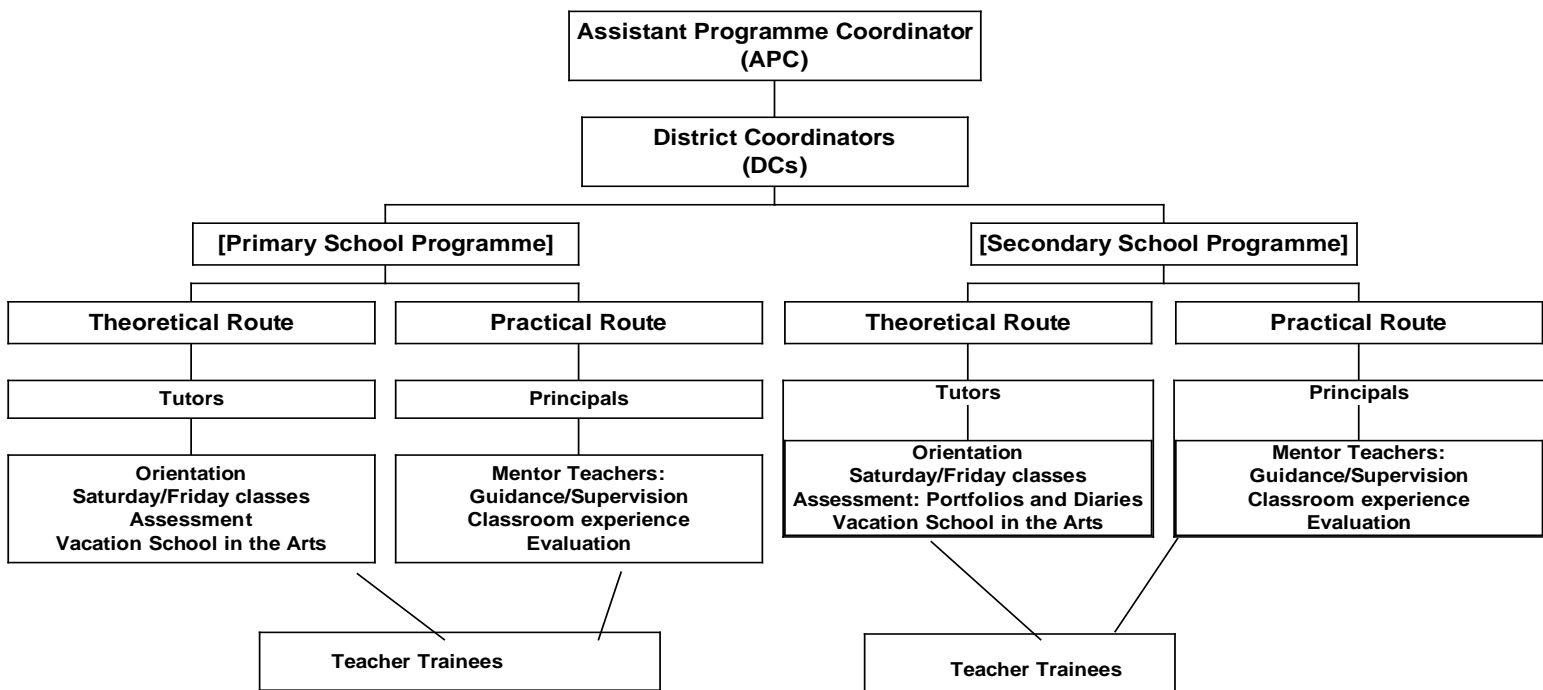 Assistant Programme Coordinator
(APC)
District Coordinators
(DCs)
[Primary School Programme]
[Secondary School Programme]
Theoretical Route
Practical Route
Theoretical Route
Practical Route
Tutors
Principals
Tutors
Principals
Orientation
Saturday/Friday classes
Assessment
Vacation School in the Arts
Mentor Teachers:
Guidance/Supervision
Classroom experience
Evaluation
Orientation
Saturday/Friday classes
Assessment: Portfolios and Diaries
Vacation School in the Arts
Mentor Teachers:
Guidance/Supervision
Classroom experience
Evaluation
Teacher Trainees
Teacher Trainees